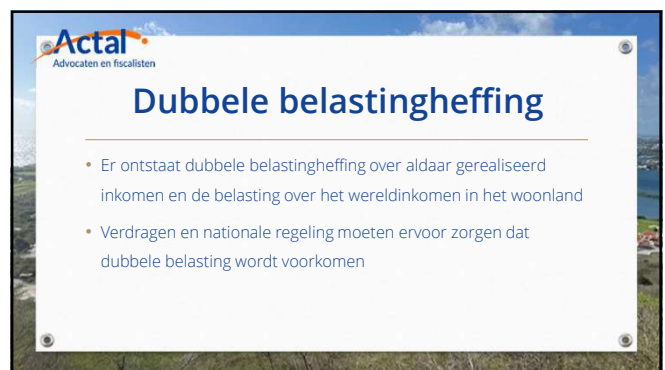 Actal
Advocaten en fiscalisten
Dubbele belastingheffing
• Er ontstaat dubbele belastingheffing over aldaar gerealiseerd
inkomen en de belasting over het wereldinkomen in het woonland
• Verdragen en nationale regeling moeten ervoor zorgen dat
dubbele belasting wordt voorkomen